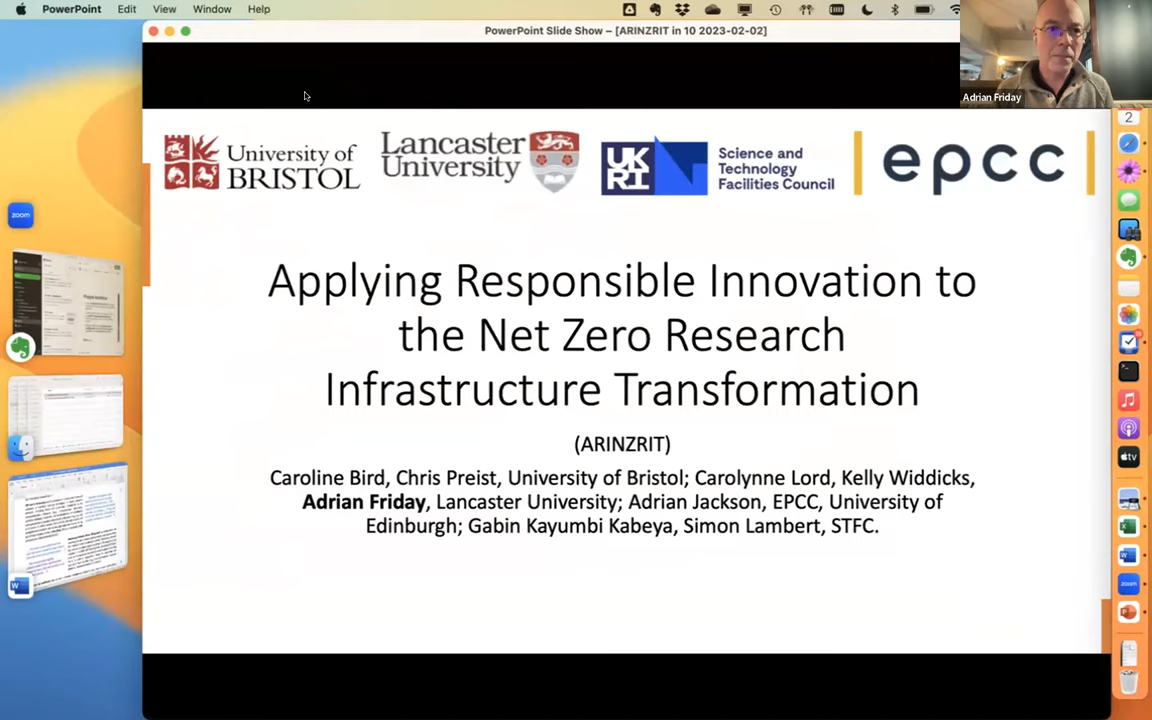 PowerPoint Edit View Window Help
PowerPoint Slide Show – [ARINZRIT in 10 2023-02-02]
Adrian Friday
2
University of
BRISTOL
Lancaster
University
UK
RI
Science and
Technology
Facilities Council
epcc
zoom
Applying Responsible Innovation to
the Net Zero Research
Infrastructure Transformation
(ARINZRIT)
Caroline Bird, Chris Preist, University of Bristol; Carolynne Lord, Kelly Widdicks,
Adrian Friday, Lancaster University; Adrian Jackson, EPCC, University of
Edinburgh; Gabin Kayumbi Kabeya, Simon Lambert, STFC.
tv
zoom